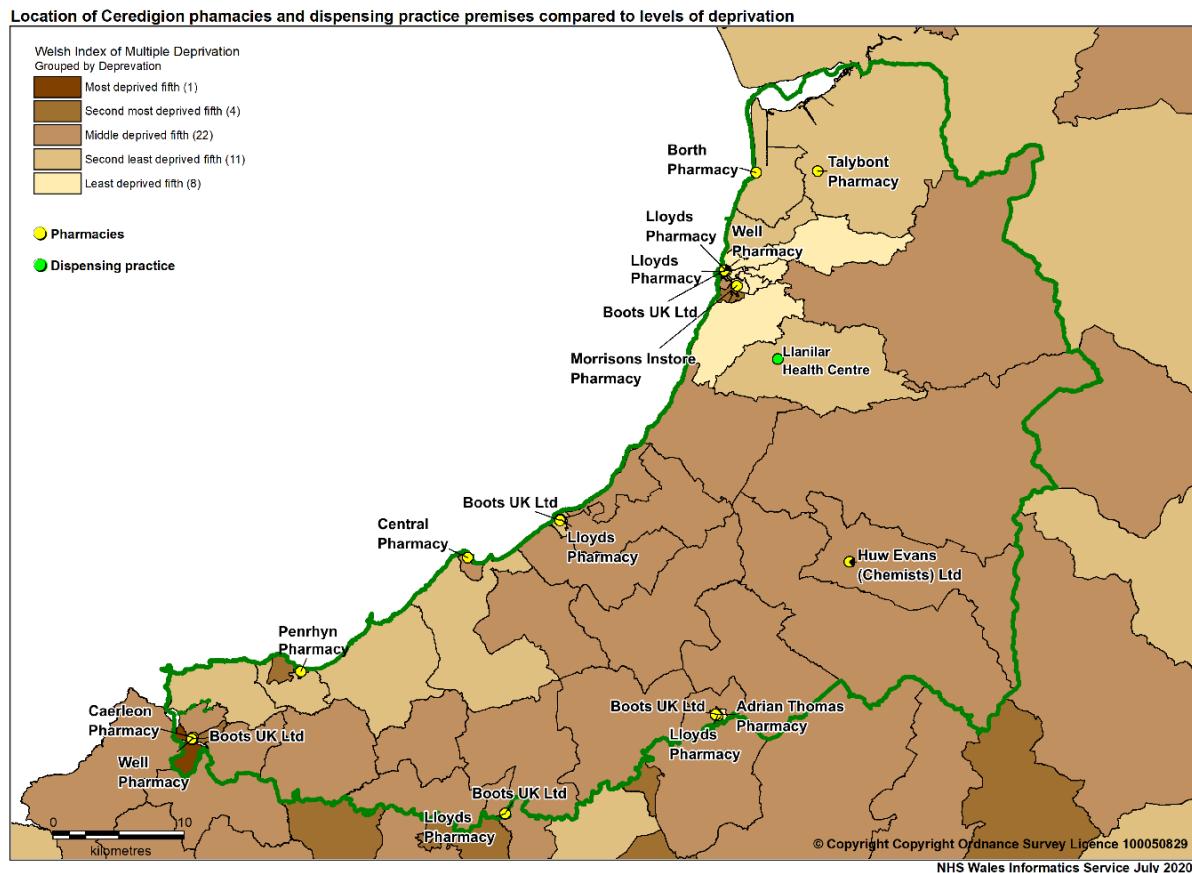 Location of Ceredigion phamacies and dispensing practice premises compared to levels of deprivation
Welsh Index of Multiple Deprivation
Grouped by Deprevation
Most deprived fifth (1)
Second most deprived fifth (4)
Middle deprived fifth (22)
Second least deprived fifth (11)
Least deprived fifth (8)
Pharmacies
Dispensing practice
Borth
Pharmacy
Talybont
Pharmacy
Lloyds
Pharmacy
Well
Pharmacy
Lloyds
Pharmacy
Boots UK Ltd
Morrisons Instore
Pharmacy
Llanilar
Health Centre
Boots UK Ltd
Lloyds
Pharmacy
Central
Pharmacy
Huw Evans
(Chemists) Ltd
Penrhyn
Pharmacy
Caerleon
Pharmacy
Boots UK Ltd
Well
Pharmacy
Boots UK Ltd
Adrian Thomas
Pharmacy
Lloyds
Pharmacy
Boots UK Ltd
Lloyds
Pharmacy
0 10
kilometres
© Copyright Copyright Ordnance Survey Licence 100050829
NHS Wales Informatics Service July 2020